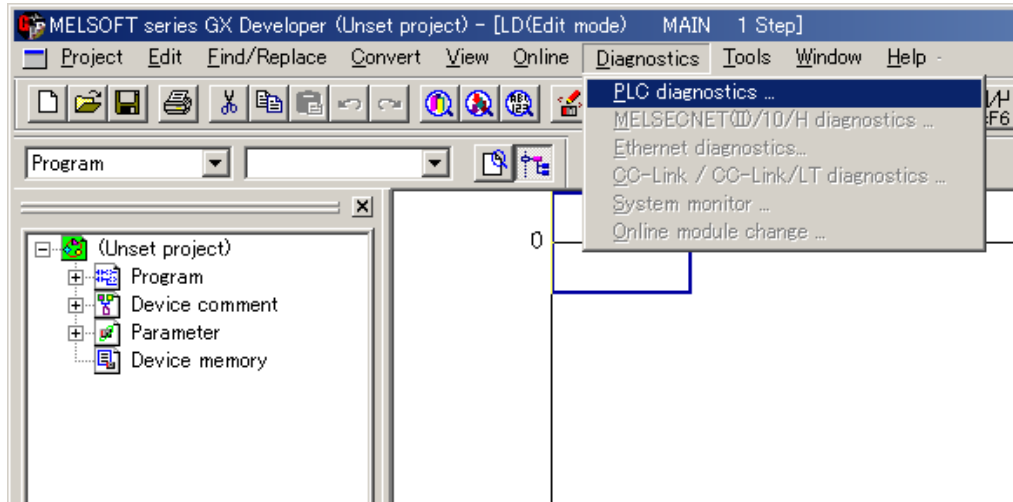 MELSOFT series GX Developer (Unset project) - [LD(Edit mode) MAIN 1 Step]
Project Edit Find/Replace Convert View Online Diagnostics Tools Window Help
PLC diagnostics ...
MELSECNET(II)/10/H diagnostics ...
Ethernet diagnostics...
CC-Link / CC-Link/LT diagnostics ...
System monitor ...
Online module change ...
F6
Program
0
(Unset project)
Program
Device comment
Parameter
Device memory